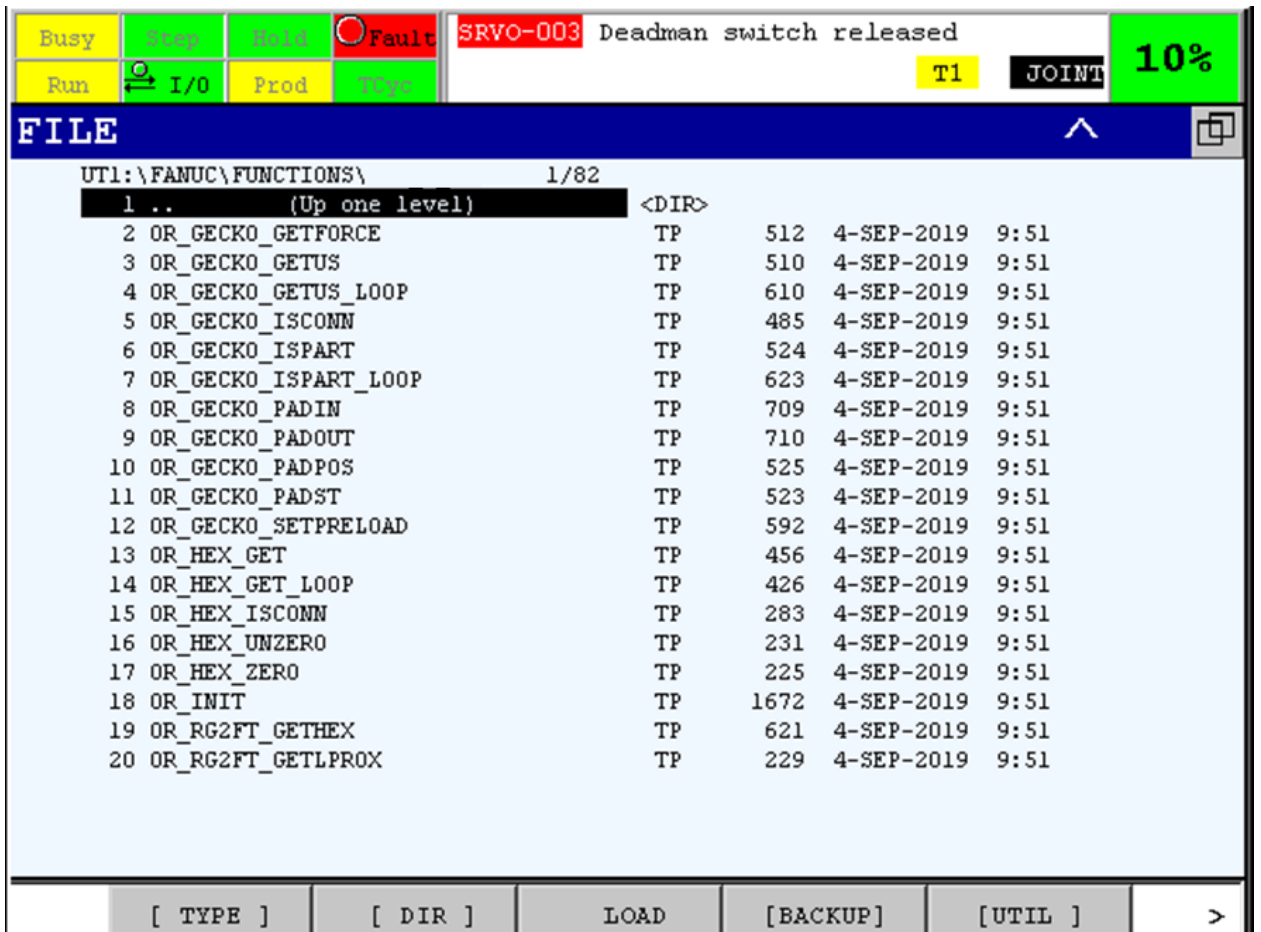 Busy Step Hold Fault SRVO-003 Deadman switch released
Run I/O Prod TCyc T1 JOINT 10%
FILE
UT1:\FANUC\FUNCTIONS\ 1/82
1 .. (Up one level) <DIR>
2 OR_GECKO_GETFORCE TP 512 4-SEP-2019 9:51
3 OR_GECKO_GETUS TP 510 4-SEP-2019 9:51
4 OR_GECKO_GETUS_LOOP TP 610 4-SEP-2019 9:51
5 OR_GECKO_ISCONN TP 485 4-SEP-2019 9:51
6 OR_GECKO_ISPART TP 524 4-SEP-2019 9:51
7 OR_GECKO_ISPART_LOOP TP 623 4-SEP-2019 9:51
8 OR_GECKO_PADIN TP 709 4-SEP-2019 9:51
9 OR_GECKO_PADOUT TP 710 4-SEP-2019 9:51
10 OR_GECKO_PADPOS TP 525 4-SEP-2019 9:51
11 OR_GECKO_PADST TP 523 4-SEP-2019 9:51
12 OR_GECKO_SETPRELOAD TP 592 4-SEP-2019 9:51
13 OR_HEX_GET TP 456 4-SEP-2019 9:51
14 OR_HEX_GET_LOOP TP 426 4-SEP-2019 9:51
15 OR_HEX_ISCONN TP 283 4-SEP-2019 9:51
16 OR_HEX_UNZERO TP 231 4-SEP-2019 9:51
17 OR_HEX_ZERO TP 225 4-SEP-2019 9:51
18 OR_INIT TP 1672 4-SEP-2019 9:51
19 OR_RG2FT_GETHEX TP 621 4-SEP-2019 9:51
20 OR_RG2FT_GETLPROX TP 229 4-SEP-2019 9:51
[ TYPE ] [ DIR ] LOAD [BACKUP] [UTIL ] >